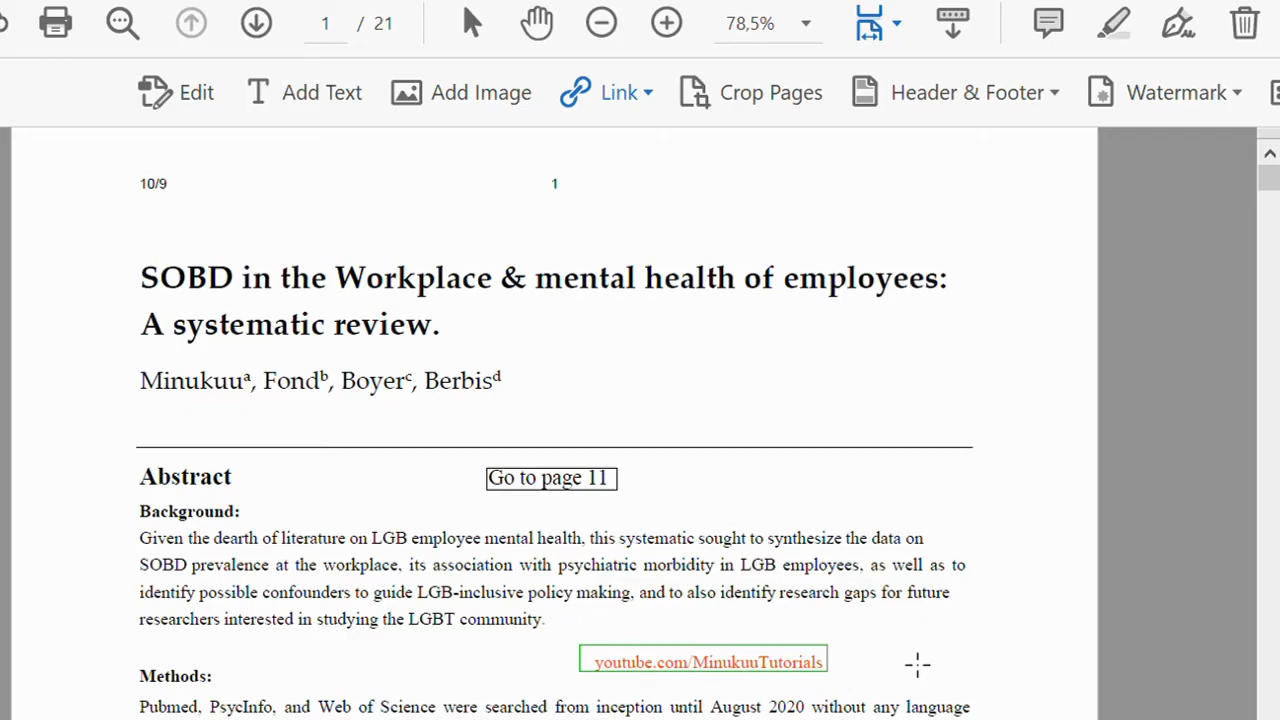 1 / 21 78,5%
Edit Add Text Add Image Link Crop Pages Header & Footer Watermark
10/9 1
SOBD in the Workplace & mental health of employees:
A systematic review.
Minukuuᵃ, Fondᵇ, Boyerᶜ, Berbisᵈ
Abstract Go to page 11
Background:
Given the dearth of literature on LGB employee mental health, this systematic sought to synthesize the data on
SOBD prevalence at the workplace, its association with psychiatric morbidity in LGB employees, as well as to
identify possible confounders to guide LGB-inclusive policy making, and to also identify research gaps for future
researchers interested in studying the LGBT community.
youtube.com/MinukuuTutorials
Methods:
Pubmed, PsycInfo, and Web of Science were searched from inception until August 2020 without any language